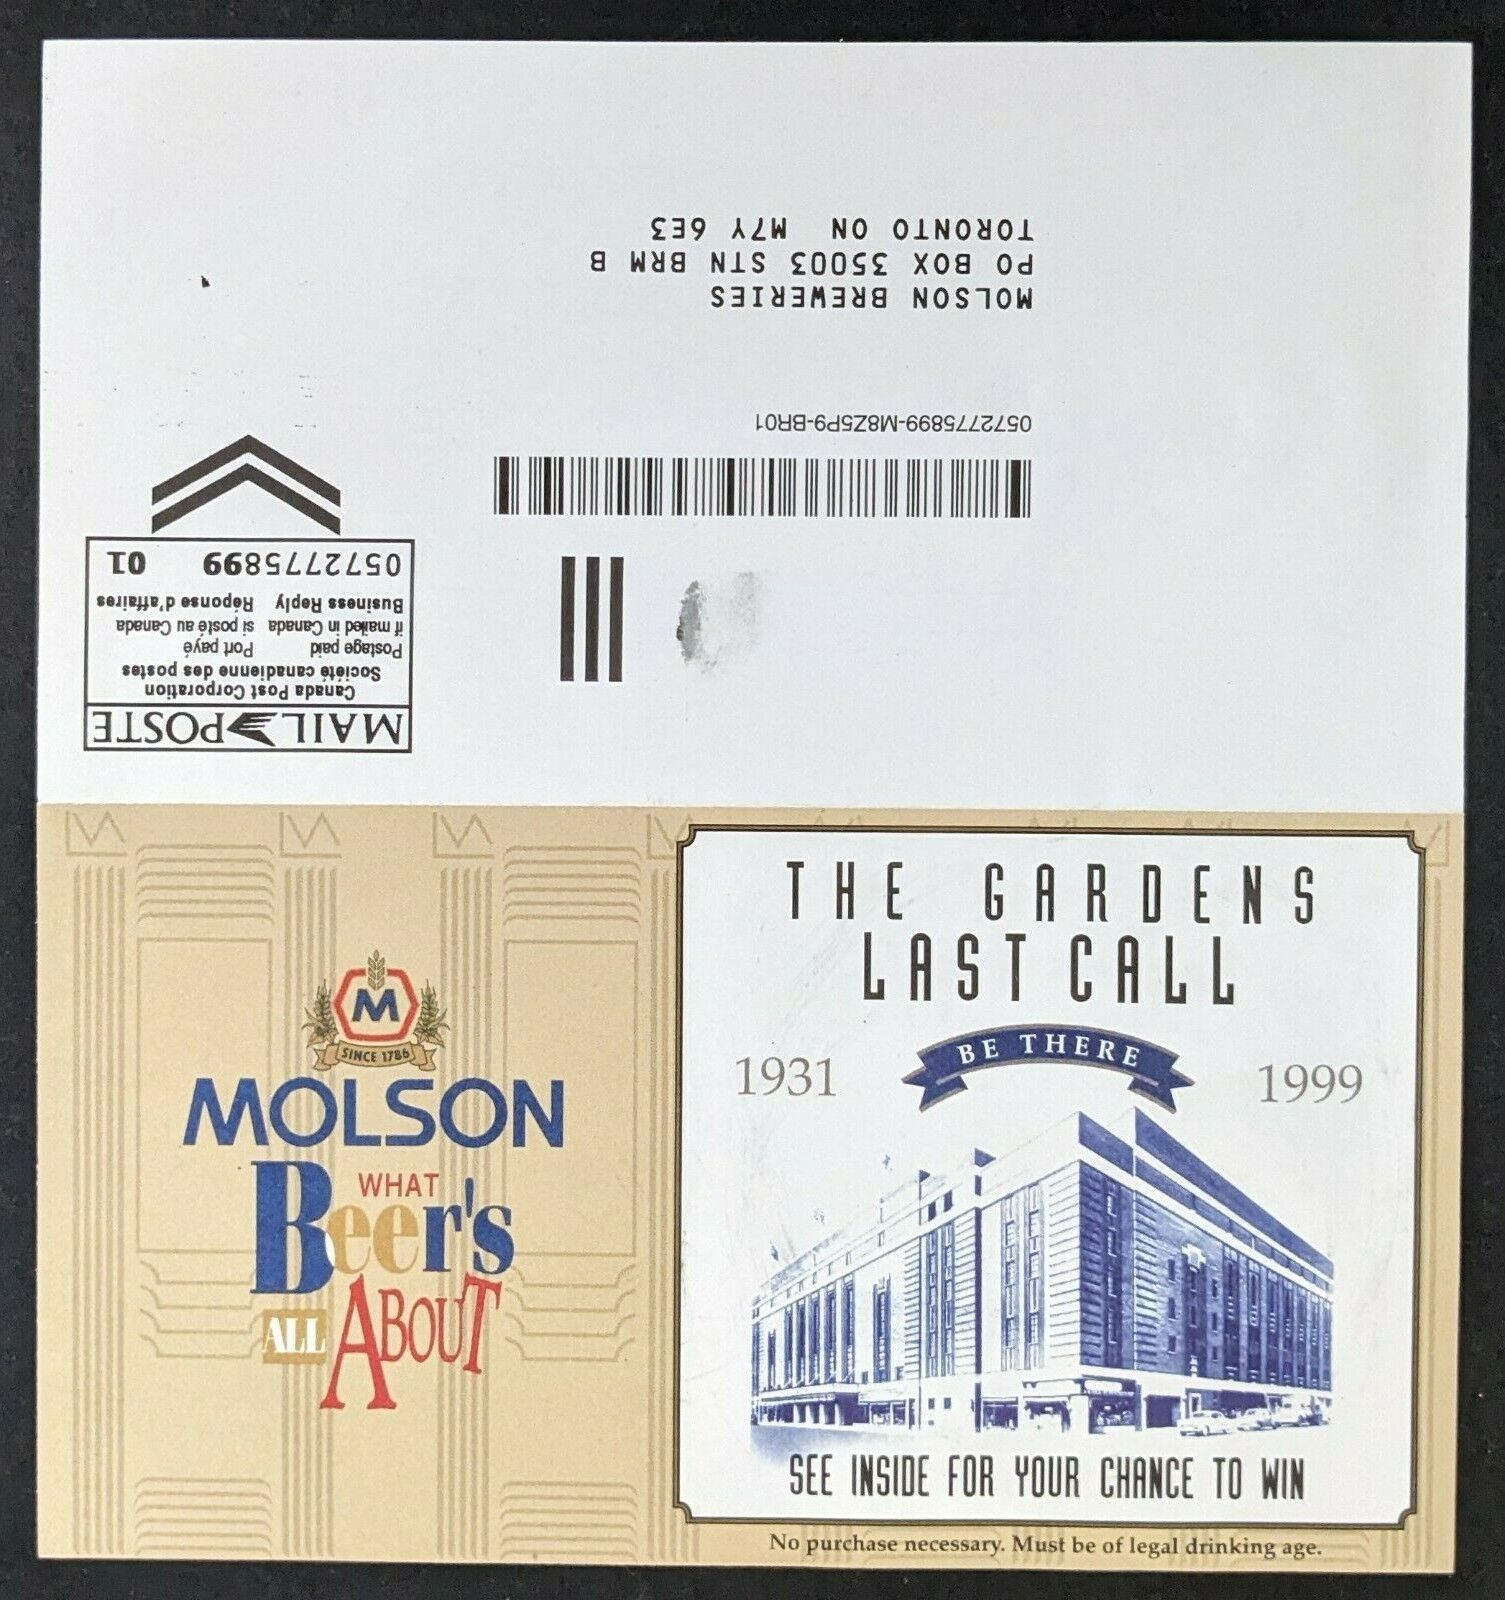 MAIL POSTE
Canada Post Corporation
Société canadienne des postes
Postage paid Port payé
if mailed in Canada si posté au Canada
Business Reply Réponse d'affaires
0572775899 01
0572775899-M8Z5P9-BR01
MOLSON BREWERIES
PO BOX 35003 STN BRM B
TORONTO ON M7Y 6E3
M
SINCE 1786
MOLSON
WHAT
Beer's
ALL ABOUT
THE GARDENS
LAST CALL
BE THERE
1931 1999
SEE INSIDE FOR YOUR CHANCE TO WIN
No purchase necessary. Must be of legal drinking age.